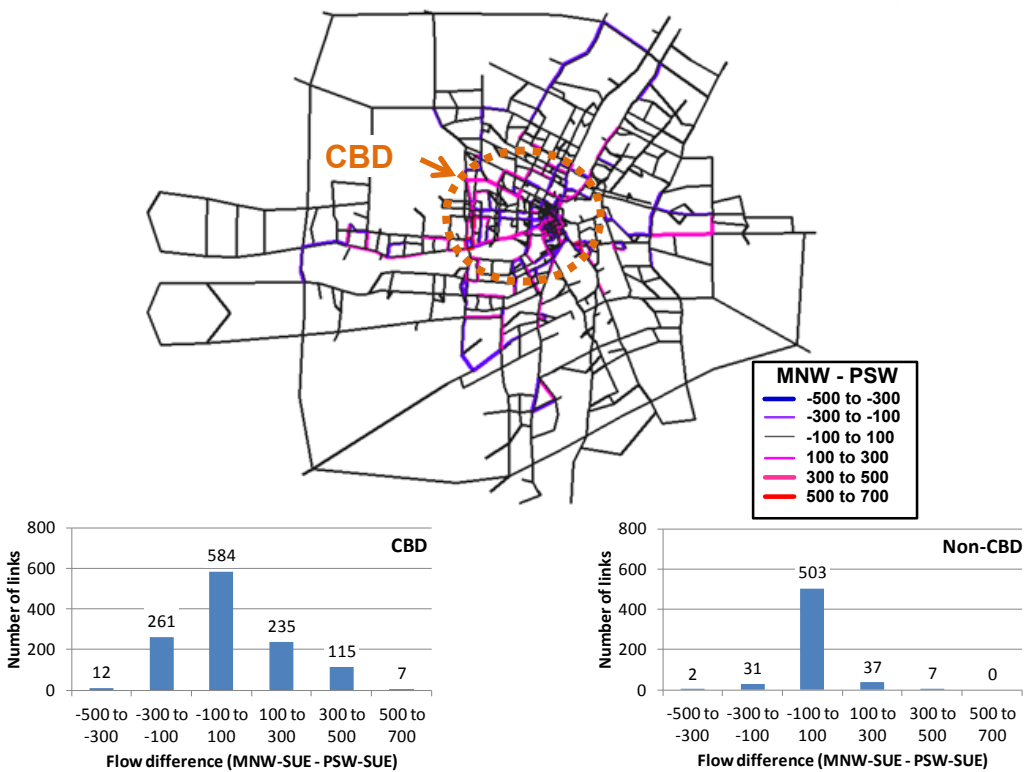 CBD
MNW - PSW
-500 to -300
-300 to -100
-100 to 100
100 to 300
300 to 500
500 to 700
CBD
Number of links
800
600
400
200
0
12
261
584
235
115
7
-500 to -300
-300 to -100
-100 to 100
100 to 300
300 to 500
500 to 700
Flow difference (MNW-SUE - PSW-SUE)
Non-CBD
Number of links
800
600
400
200
0
2
31
503
37
7
0
-500 to -300
-300 to -100
-100 to 100
100 to 300
300 to 500
500 to 700
Flow difference (MNW-SUE - PSW-SUE)